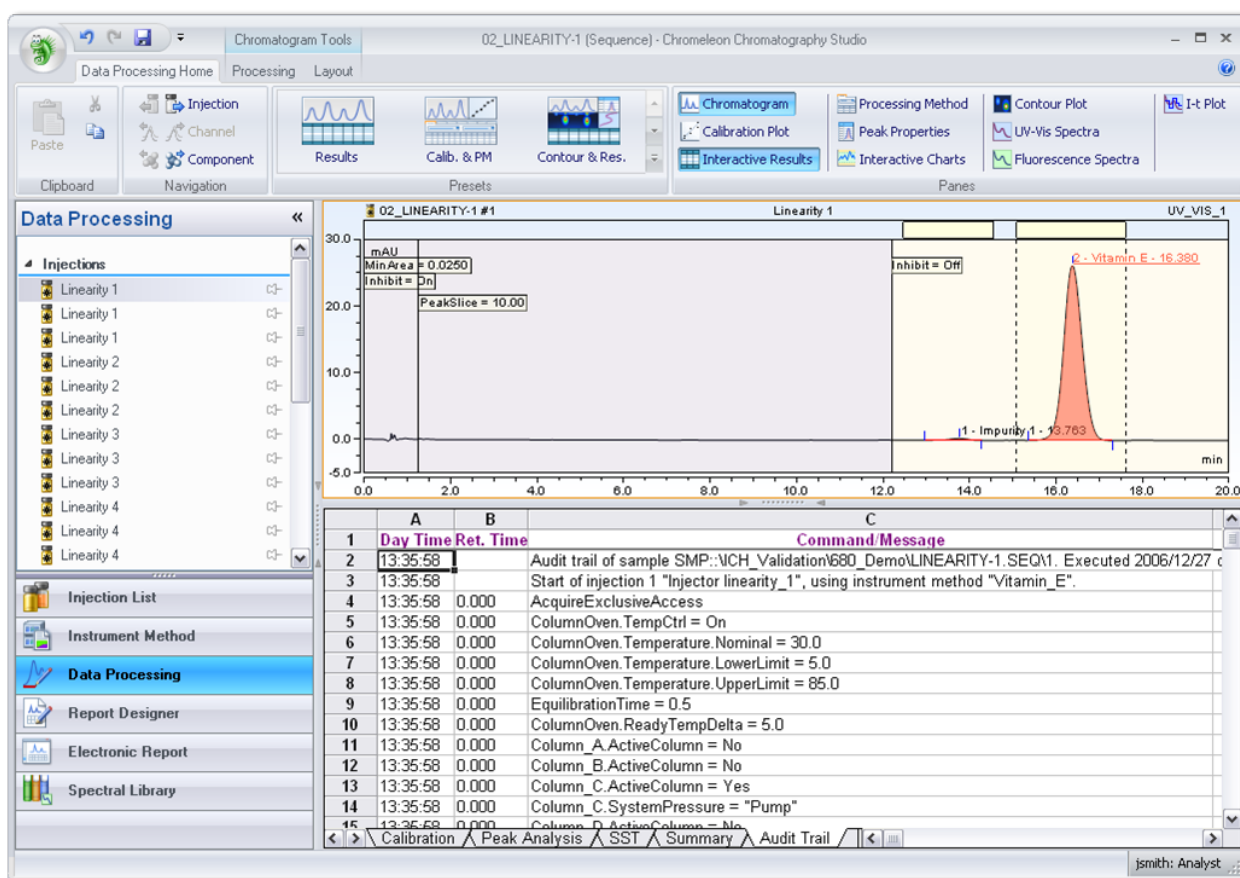 Chromatogram Tools
02_LINEARITY-1 (Sequence) - Chromeleon Chromatography Studio
Data Processing Home Processing Layout
Paste
Clipboard
Injection
Channel
Component
Navigation
Results
Calib. & PM
Contour & Res.
Presets
Chromatogram
Calibration Plot
Interactive Results
Processing Method
Peak Properties
Interactive Charts
Contour Plot
UV-Vis Spectra
Fluorescence Spectra
I-t Plot
Panes
Data Processing «
Injections
Linearity 1
Linearity 1
Linearity 1
Linearity 2
Linearity 2
Linearity 2
Linearity 3
Linearity 3
Linearity 3
Linearity 4
Linearity 4
Linearity 4
Injection List
Instrument Method
Data Processing
Report Designer
Electronic Report
Spectral Library
02_LINEARITY-1 #1 Linearity 1 UV_VIS_1
30.0
20.0
10.0
0.0
-5.0
mAU
MinArea = 0.0250
Inhibit = On
PeakSlice = 10.00
Inhibit = Off
2 - Vitamin E - 16.380
1 - Impurity 1 - 13.763
min
0.0 2.0 4.0 6.0 8.0 10.0 12.0 14.0 16.0 18.0 20.0
A B C
1 Day Time Ret. Time Command/Message
2 13:35:58 Audit trail of sample SMP::\ICH_Validation\680_Demo\LINEARITY-1.SEQ\1. Executed 2006/12/27
3 13:35:58 Start of injection 1 "Injector linearity_1", using instrument method "Vitamin_E".
4 13:35:58 0.000 AcquireExclusiveAccess
5 13:35:58 0.000 ColumnOven.TempCtrl = On
6 13:35:58 0.000 ColumnOven.Temperature.Nominal = 30.0
7 13:35:58 0.000 ColumnOven.Temperature.LowerLimit = 5.0
8 13:35:58 0.000 ColumnOven.Temperature.UpperLimit = 85.0
9 13:35:58 0.000 EquilibrationTime = 0.5
10 13:35:58 0.000 ColumnOven.ReadyTempDelta = 5.0
11 13:35:58 0.000 Column_A.ActiveColumn = No
12 13:35:58 0.000 Column_B.ActiveColumn = No
13 13:35:58 0.000 Column_C.ActiveColumn = Yes
14 13:35:58 0.000 Column_C.SystemPressure = "Pump"
15 13:35:58 0.000 Column_D.ActiveColumn = No
Calibration Peak Analysis SST Summary Audit Trail
jsmith: Analyst